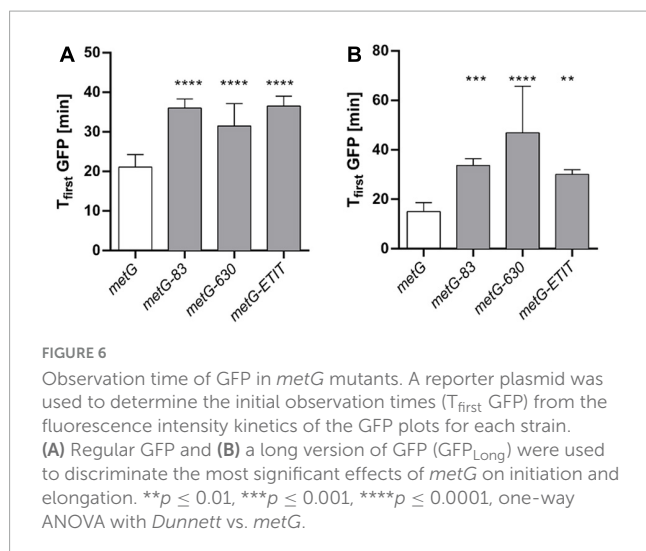 A
T_first GFP [min]
50
40
30
20
10
0
****
****
****
metG
metG-83
metG-630
metG-ETIT
B
T_first GFP [min]
80
60
40
20
0
***
****
**
metG
metG-83
metG-630
metG-ETIT
FIGURE 6
Observation time of GFP in metG mutants. A reporter plasmid was
used to determine the initial observation times (T_first GFP) from the
fluorescence intensity kinetics of the GFP plots for each strain.
(A) Regular GFP and (B) a long version of GFP (GFP_Long) were used
to discriminate the most significant effects of metG on initiation and
elongation. **p ≤ 0.01, ***p ≤ 0.001, ****p ≤ 0.0001, one-way
ANOVA with Dunnett vs. metG.